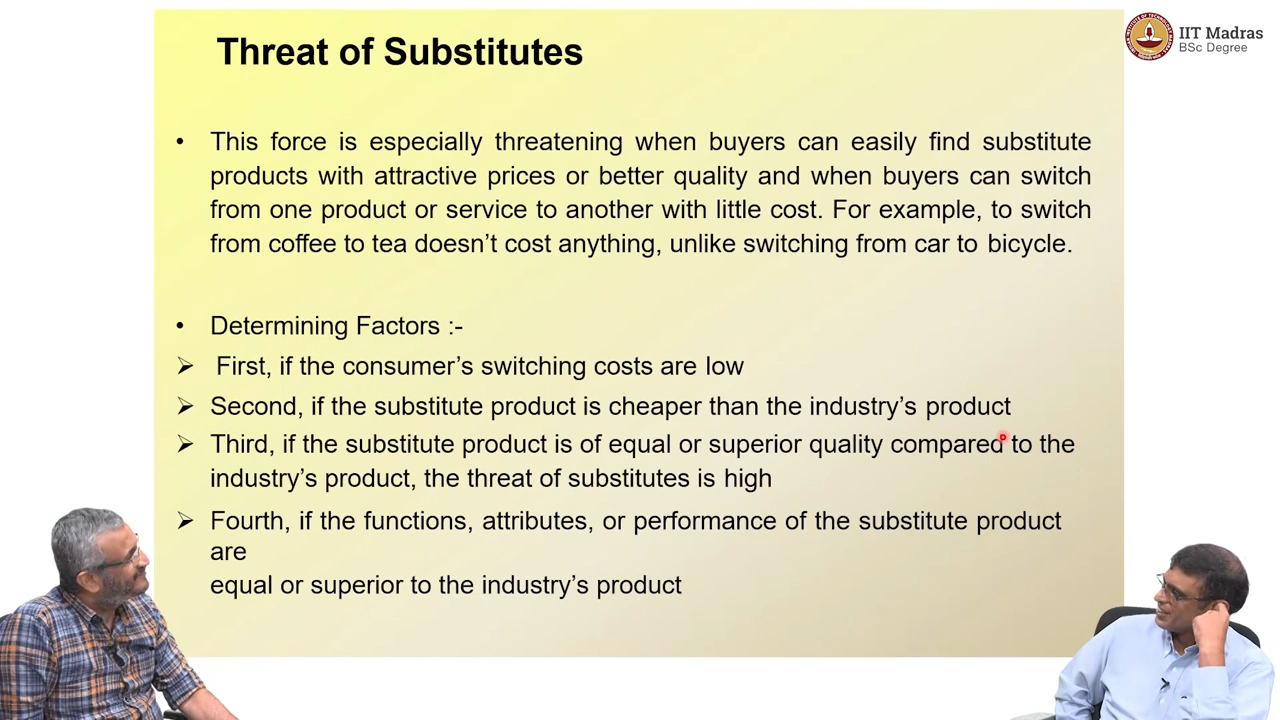 Threat of Substitutes
IIT Madras
BSc Degree
• This force is especially threatening when buyers can easily find substitute
products with attractive prices or better quality and when buyers can switch
from one product or service to another with little cost. For example, to switch
from coffee to tea doesn’t cost anything, unlike switching from car to bicycle.
• Determining Factors :-
➢ First, if the consumer’s switching costs are low
➢ Second, if the substitute product is cheaper than the industry’s product
➢ Third, if the substitute product is of equal or superior quality compared to the
industry’s product, the threat of substitutes is high
➢ Fourth, if the functions, attributes, or performance of the substitute product
are
equal or superior to the industry’s product